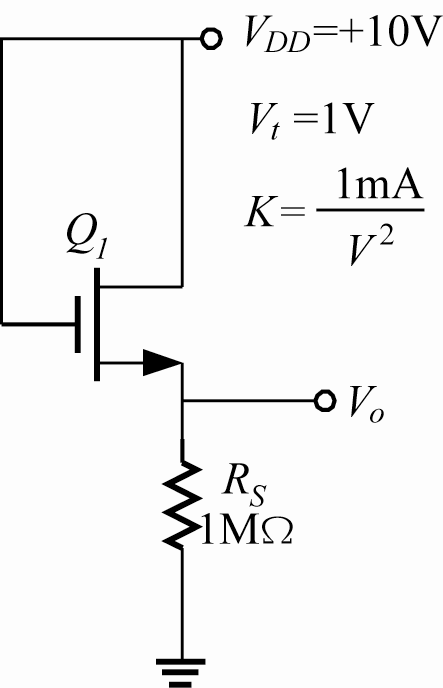 V_DD=+10V
V_t=1V
K= 1mA
V^2
Q_1
V_o
R_S
1MΩ